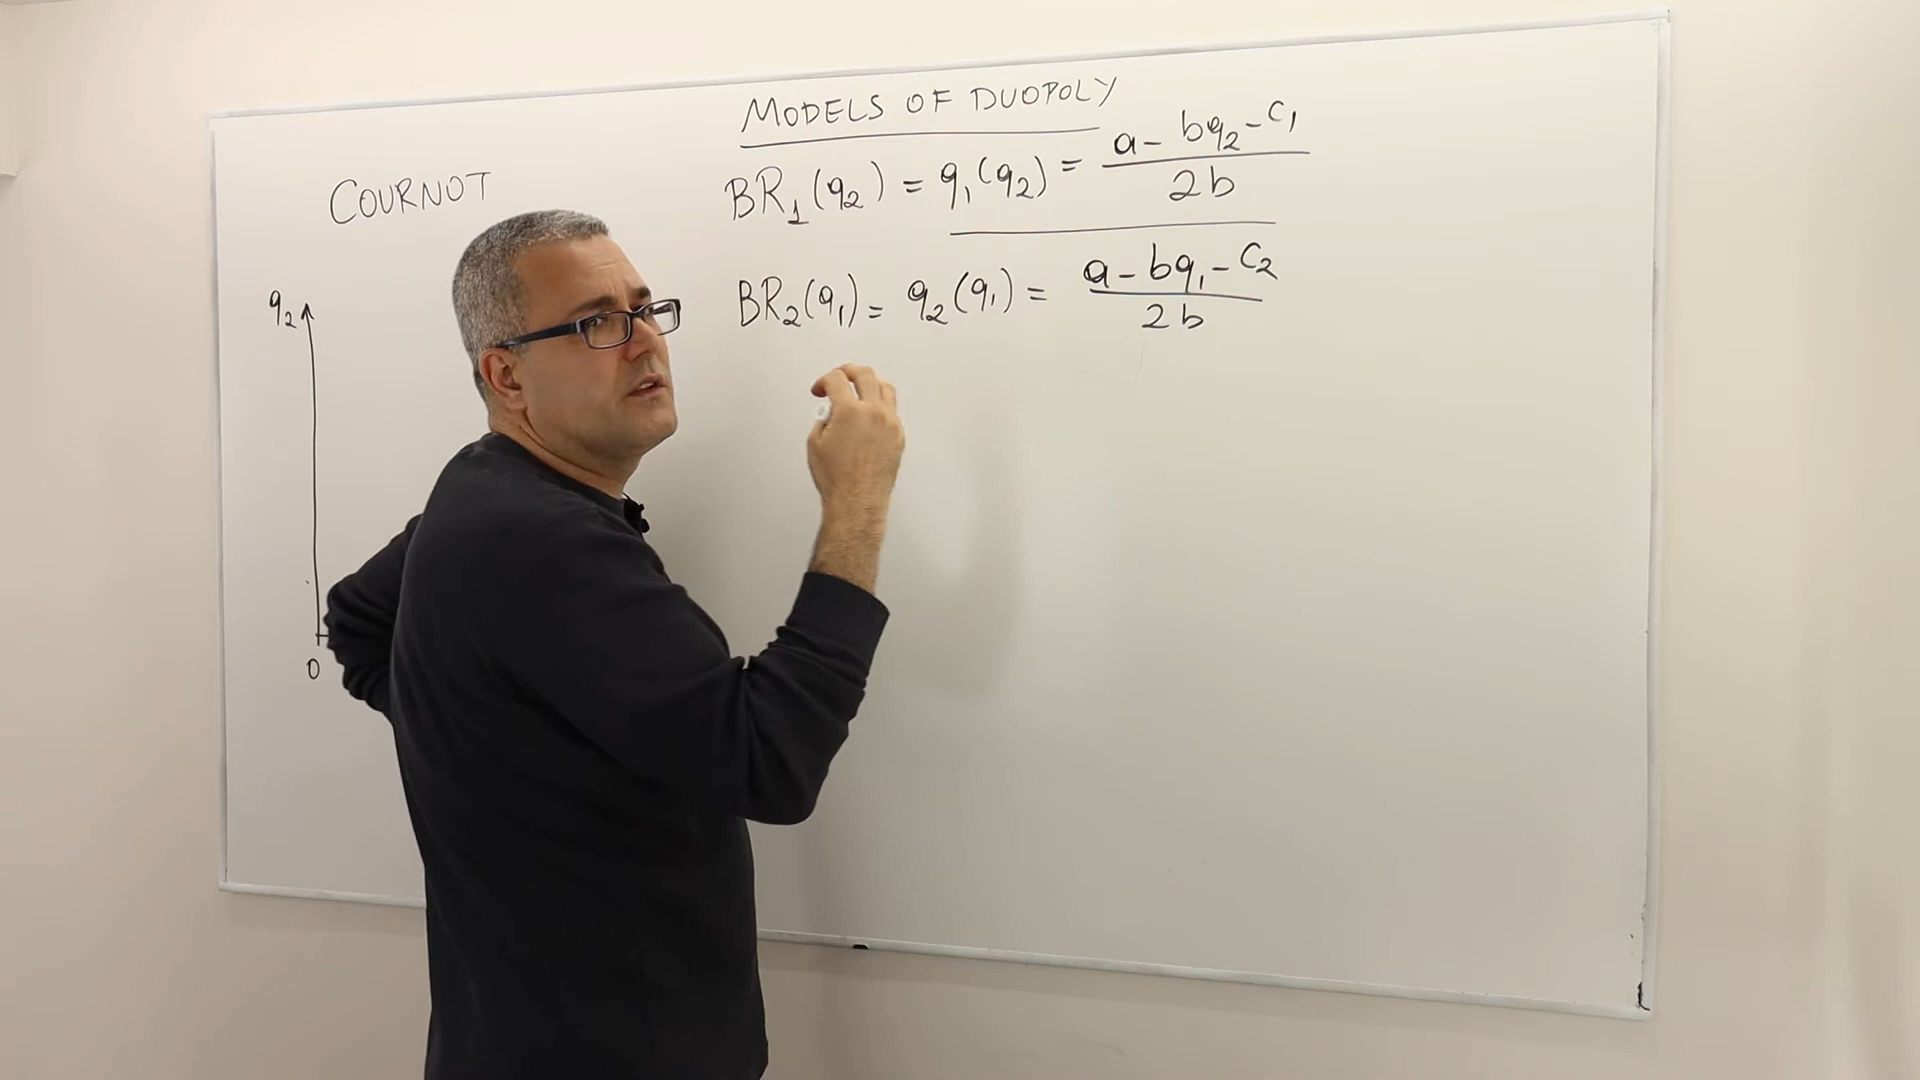 MODELS OF DUOPOLY
COURNOT
BR₁(q₂) = q₁(q₂) = (a - bq₂ - c₁) / 2b
BR₂(q₁) = q₂(q₁) = (a - bq₁ - c₂) / 2b
q₂
0